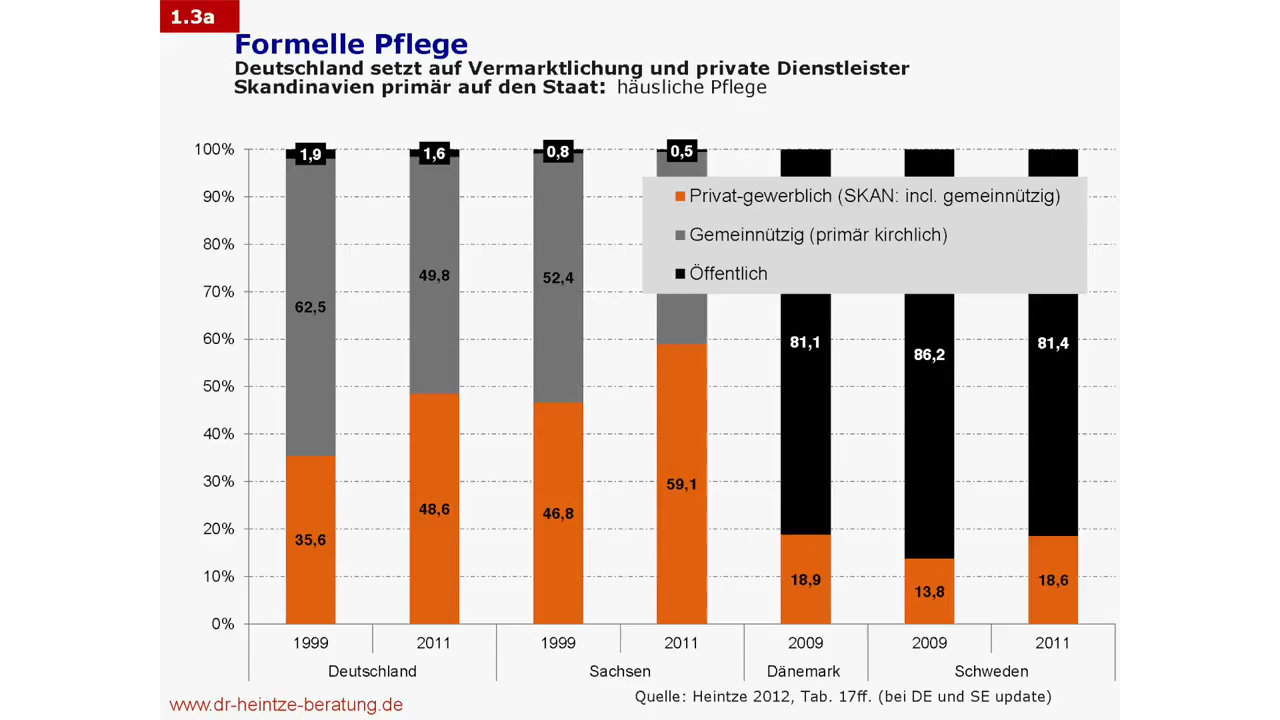 1.3a
Formelle Pflege
Deutschland setzt auf Vermarktlichung und private Dienstleister
Skandinavien primär auf den Staat: häusliche Pflege
100%
90%
80%
70%
60%
50%
40%
30%
20%
10%
0%
1,9
1,6
0,8
0,5
Privat-gewerblich (SKAN: incl. gemeinnützig)
Gemeinnützig (primär kirchlich)
Öffentlich
62,5
49,8
52,4
81,1
86,2
81,4
35,6
48,6
46,8
59,1
18,9
13,8
18,6
1999
2011
1999
2011
2009
2009
2011
Deutschland
Sachsen
Dänemark
Schweden
Quelle: Heintze 2012, Tab. 17ff. (bei DE und SE update)
www.dr-heintze-beratung.de